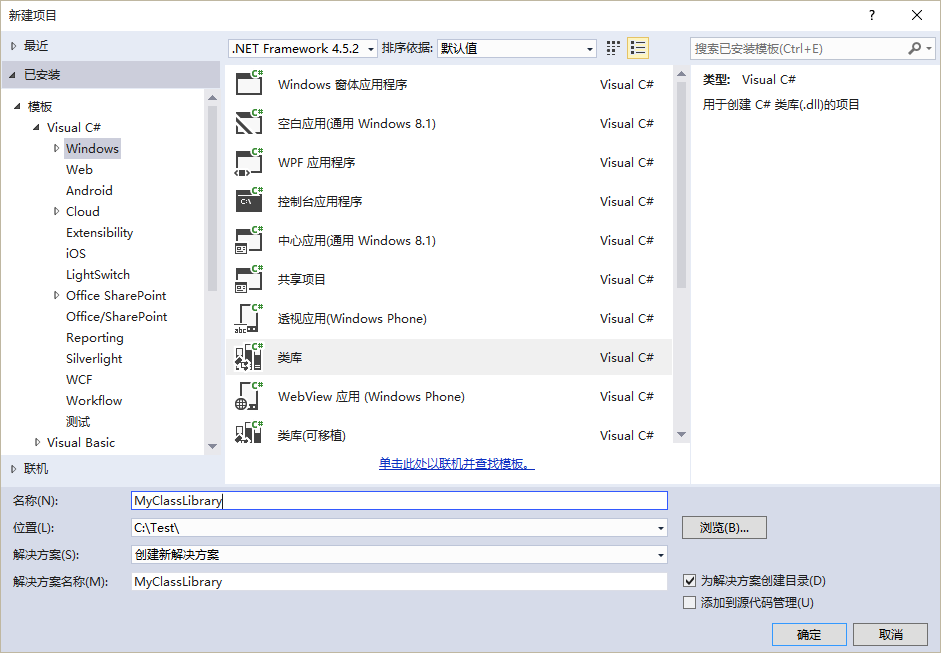 新建项目
?
最近
.NET Framework 4.5.2
排序依据:
默认值
搜索已安装模板(Ctrl+E)
已安装
模板
Visual C#
Windows
Web
Android
Cloud
Extensibility
iOS
LightSwitch
Office SharePoint
Office/SharePoint
Reporting
Silverlight
WCF
Workflow
测试
Visual Basic
联机
C# Windows 窗体应用程序 Visual C#
C# 空白应用(通用 Windows 8.1) Visual C#
C# WPF 应用程序 Visual C#
C# C:\ 控制台应用程序 Visual C#
C# 中心应用(通用 Windows 8.1) Visual C#
C# 共享项目 Visual C#
C# abc 透视应用(Windows Phone) Visual C#
C# 类库 Visual C#
C# WebView 应用 (Windows Phone) Visual C#
C# 类库(可移植) Visual C#
单击此处以联机并查找模板。
类型: Visual C#
用于创建 C# 类库(.dll)的项目
名称(N): MyClassLibrary
位置(L): C:\Test\ 浏览(B)...
解决方案(S): 创建新解决方案
解决方案名称(M): MyClassLibrary
为解决方案创建目录(D)
添加到源代码管理(U)
确定 取消